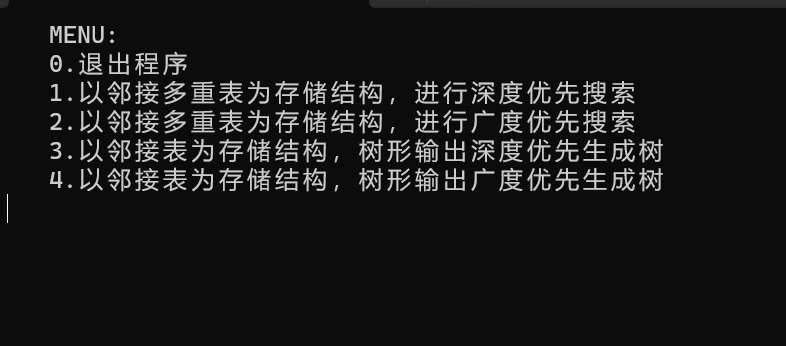 MENU:
0.退出程序
1.以邻接多重表为存储结构，进行深度优先搜索
2.以邻接多重表为存储结构，进行广度优先搜索
3.以邻接表为存储结构，树形输出深度优先生成树
4.以邻接表为存储结构，树形输出广度优先生成树